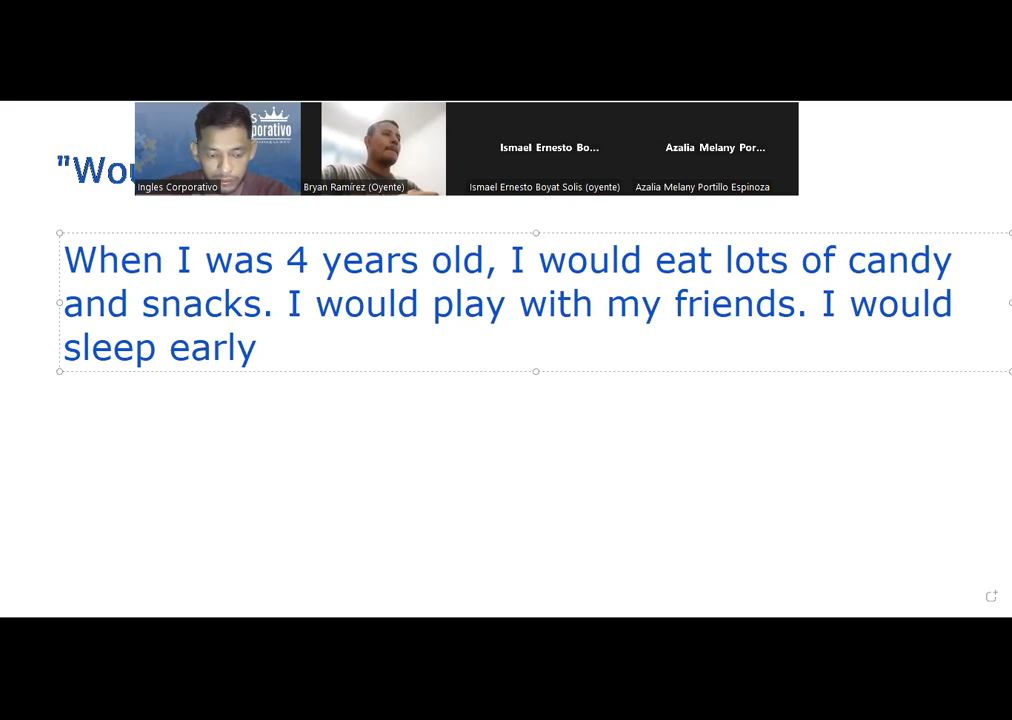 porativo
Ismael Ernesto Bo...
Azalia Melany Por...
"Wou
Ingles Corporativo
Bryan Ramírez (Oyente)
Ismael Ernesto Boyat Solis (oyente)
Azalia Melany Portillo Espinoza
When I was 4 years old, I would eat lots of candy
and snacks. I would play with my friends. I would
sleep early